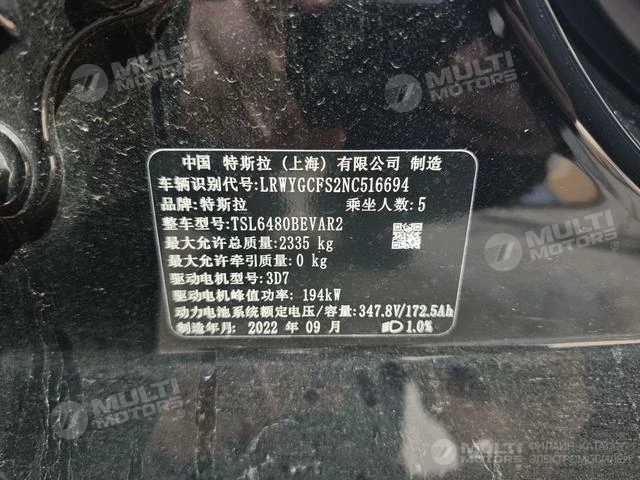 MULTI MOTORS®
MULTI MOTORS®
MULTI MOTORS®
中国 特斯拉 (上海) 有限公司 制造
车辆识别代号:LRWYGCFS2NC516694
品牌:特斯拉 乘坐人数:5
整车型号:TSL6480BEVAR2
最大允许总质量:2335 kg
最大允许牵引质量:0 kg
驱动电机型号:3D7
驱动电机峰值功率: 194kW
动力电池系统额定电压/容量:347.8V/172.5Ah
制造年月: 2022 年 09 月 1.0%
MULTI MOTORS®
MULTI MOTORS®
ОНЛАЙН-КАТАЛОГ
ЭЛЕКТРОМОБИЛЕЙ